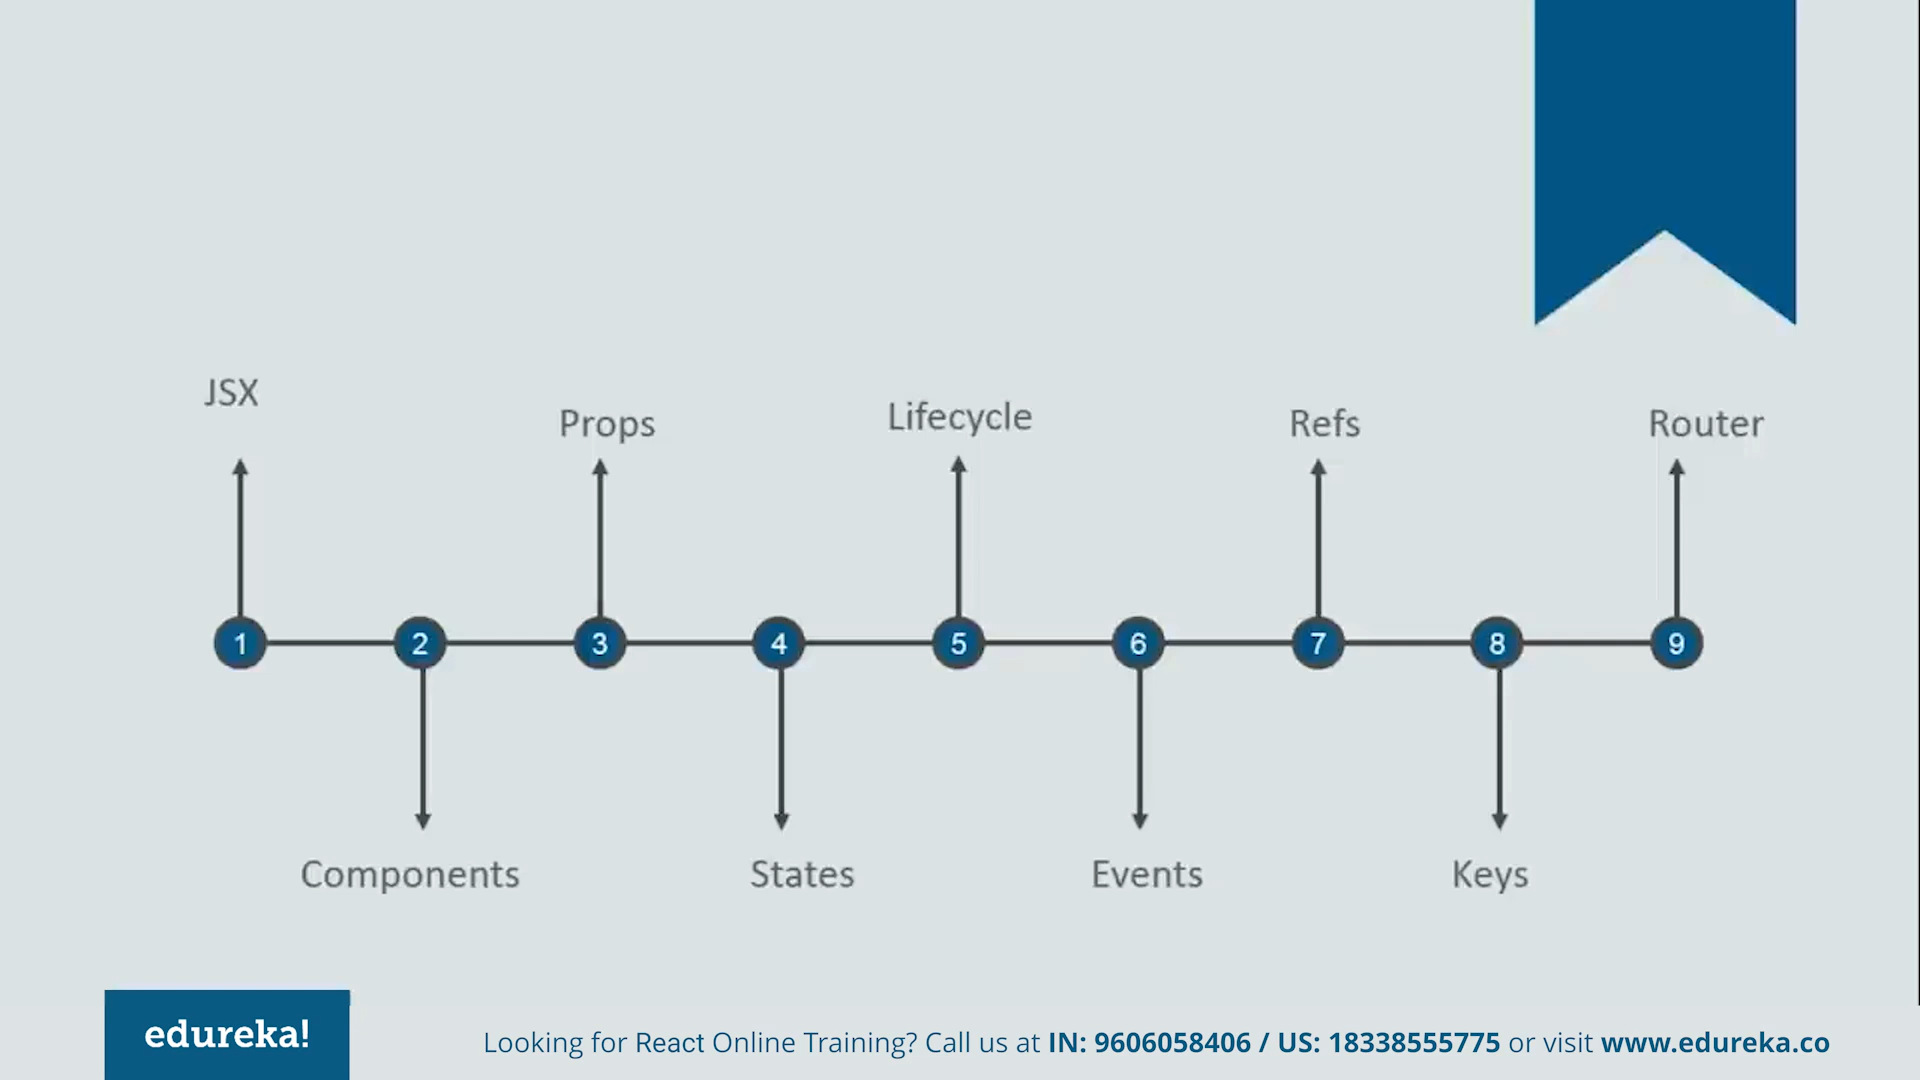 JSX
Props
Lifecycle
Refs
Router
1
2
3
4
5
6
7
8
9
Components
States
Events
Keys
edureka!
Looking for React Online Training? Call us at IN: 9606058406 / US: 18338555775 or visit www.edureka.co